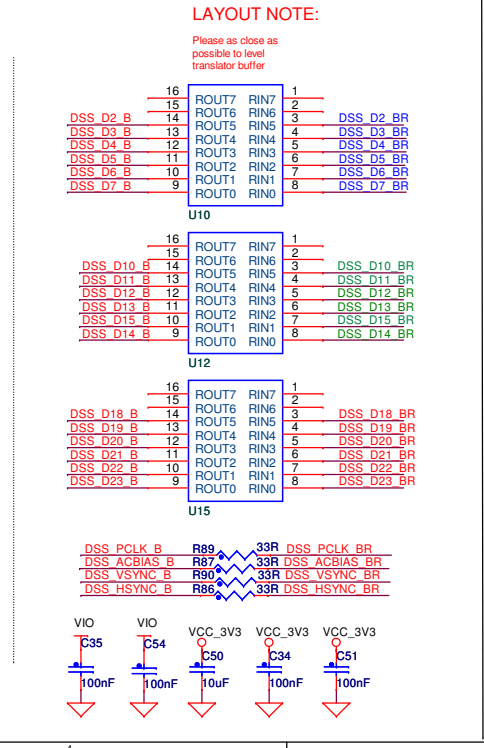 LAYOUT NOTE:
Please as close as
possible to level
translator buffer
16 ROUT7 RIN7 1
15 ROUT6 RIN6 2
DSS_D2_B 14 ROUT5 RIN5 3 DSS_D2_BR
DSS_D3_B 13 ROUT4 RIN4 4 DSS_D3_BR
DSS_D4_B 12 ROUT3 RIN3 5 DSS_D4_BR
DSS_D5_B 11 ROUT2 RIN2 6 DSS_D5_BR
DSS_D6_B 10 ROUT1 RIN1 7 DSS_D6_BR
DSS_D7_B 9 ROUT0 RIN0 8 DSS_D7_BR
U10
16 ROUT7 RIN7 1
15 ROUT6 RIN6 2
DSS_D10_B 14 ROUT5 RIN5 3 DSS_D10_BR
DSS_D11_B 13 ROUT4 RIN4 4 DSS_D11_BR
DSS_D12_B 12 ROUT3 RIN3 5 DSS_D12_BR
DSS_D13_B 11 ROUT2 RIN2 6 DSS_D13_BR
DSS_D15_B 10 ROUT1 RIN1 7 DSS_D15_BR
DSS_D14_B 9 ROUT0 RIN0 8 DSS_D14_BR
U12
16 ROUT7 RIN7 1
15 ROUT6 RIN6 2
DSS_D18_B 14 ROUT5 RIN5 3 DSS_D18_BR
DSS_D19_B 13 ROUT4 RIN4 4 DSS_D19_BR
DSS_D20_B 12 ROUT3 RIN3 5 DSS_D20_BR
DSS_D21_B 11 ROUT2 RIN2 6 DSS_D21_BR
DSS_D22_B 10 ROUT1 RIN1 7 DSS_D22_BR
DSS_D23_B 9 ROUT0 RIN0 8 DSS_D23_BR
U15
DSS_PCLK_B R89 33R DSS_PCLK_BR
DSS_ACBIAS_B R87 33R DSS_ACBIAS_BR
DSS_VSYNC_B R90 33R DSS_VSYNC_BR
DSS_HSYNC_B R86 33R DSS_HSYNC_BR
VIO VIO VCC_3V3 VCC_3V3 VCC_3V3
C35 C54 C50 C34 C51
100nF 100nF 10uF 100nF 100nF